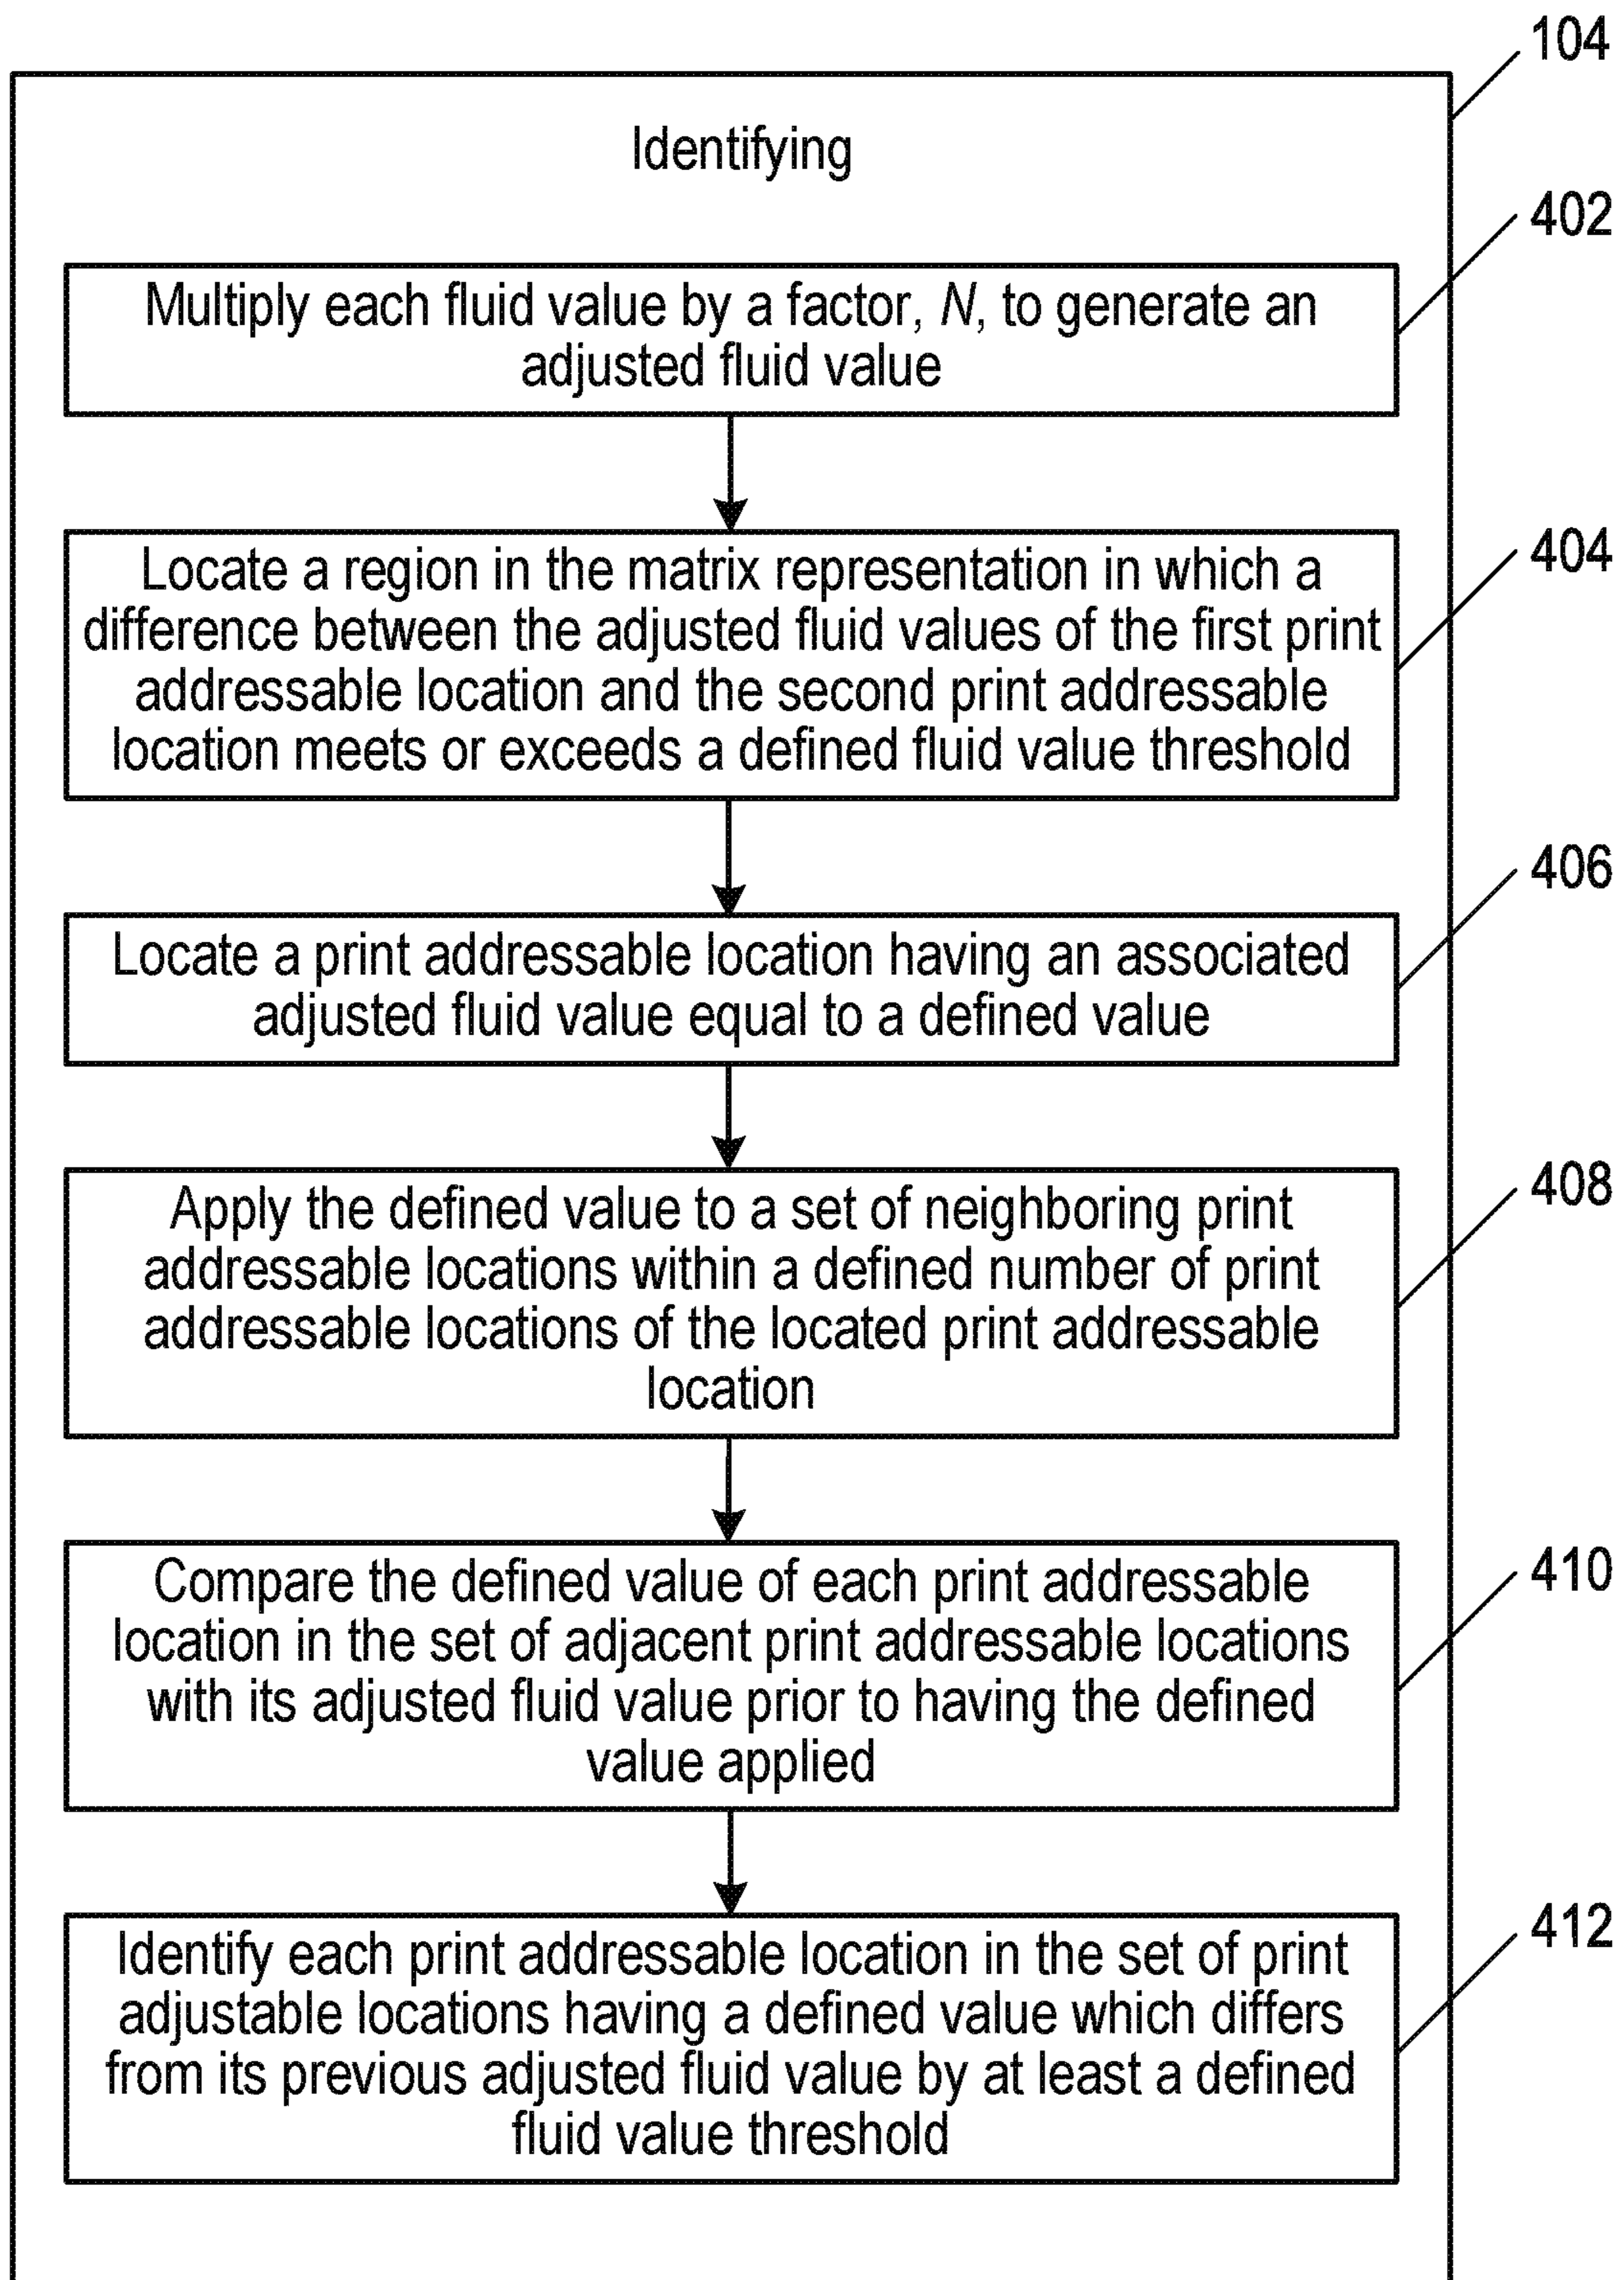 104
Identifying
402
Multiply each fluid value by a factor, N, to generate an
adjusted fluid value
404
Locate a region in the matrix representation in which a
difference between the adjusted fluid values of the first print
addressable location and the second print addressable
location meets or exceeds a defined fluid value threshold
406
Locate a print addressable location having an associated
adjusted fluid value equal to a defined value
408
Apply the defined value to a set of neighboring print
addressable locations within a defined number of print
addressable locations of the located print addressable
location
410
Compare the defined value of each print addressable
location in the set of adjacent print addressable locations
with its adjusted fluid value prior to having the defined
value applied
412
Identify each print addressable location in the set of print
adjustable locations having a defined value which differs
from its previous adjusted fluid value by at least a defined
fluid value threshold